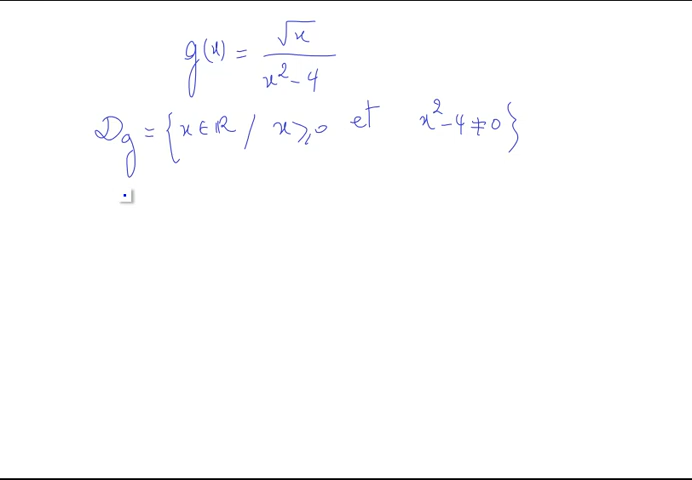 g(x) = √x / (x² - 4)
Dg = {x ∈ ℝ / x ⩾ 0 et x² - 4 ≠ 0}